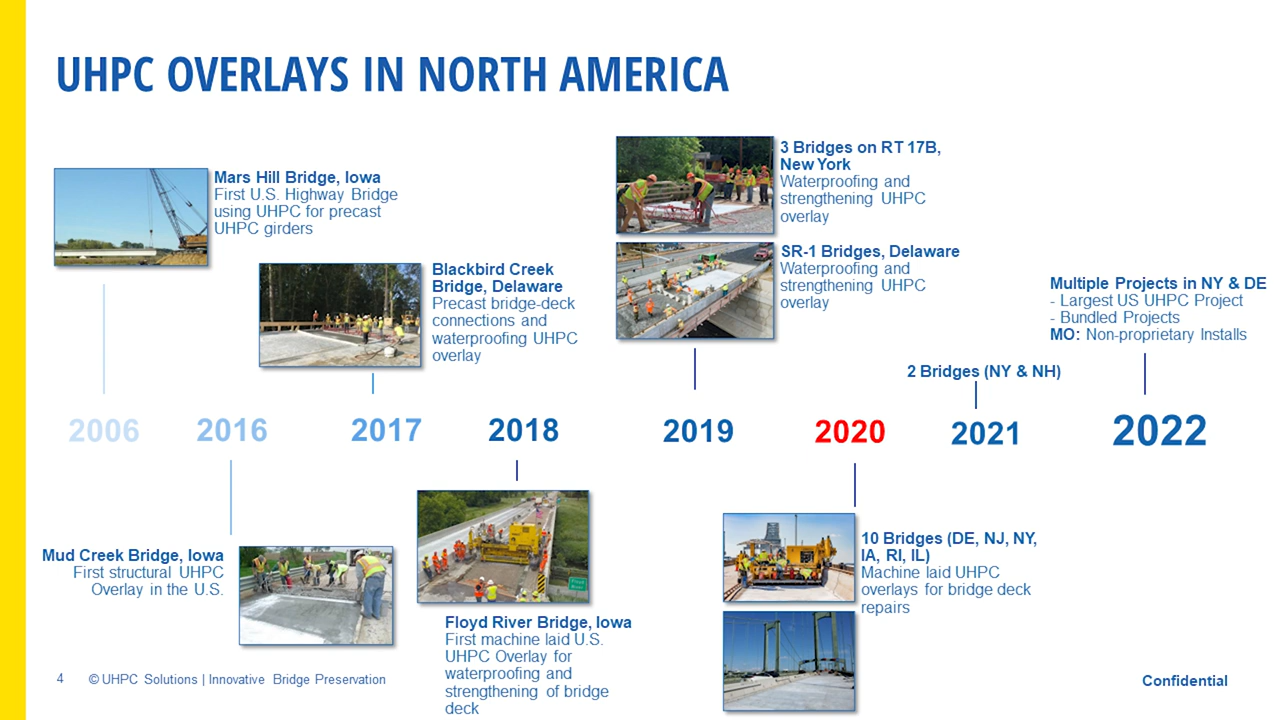 UHPC OVERLAYS IN NORTH AMERICA
Mars Hill Bridge, Iowa
First U.S. Highway Bridge
using UHPC for precast
UHPC girders
Blackbird Creek
Bridge, Delaware
Precast bridge-deck
connections and
waterproofing UHPC
overlay
3 Bridges on RT 17B,
New York
Waterproofing and
strengthening UHPC
overlay
SR-1 Bridges, Delaware
Waterproofing and
strengthening UHPC
overlay
2 Bridges (NY & NH)
Multiple Projects in NY & DE
- Largest US UHPC Project
- Bundled Projects
MO: Non-proprietary Installs
2006 2016 2017 2018 2019 2020 2021 2022
Mud Creek Bridge, Iowa
First structural UHPC
Overlay in the U.S.
Floyd River
Floyd River Bridge, Iowa
First machine laid U.S.
UHPC Overlay for
waterproofing and
strengthening of bridge
deck
10 Bridges (DE, NJ, NY,
IA, RI, IL)
Machine laid UHPC
overlays for bridge deck
repairs
4 © UHPC Solutions | Innovative Bridge Preservation
Confidential